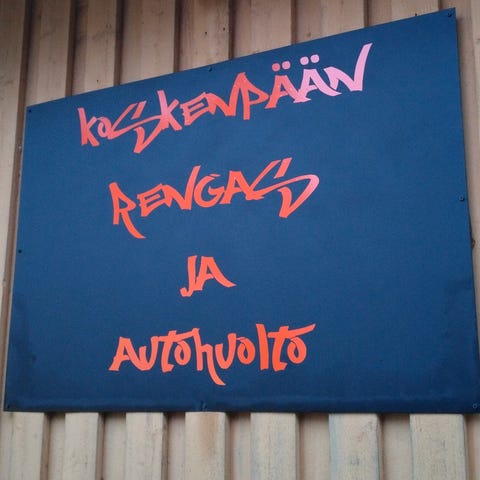 KOSKENPÄÄN
RENGAS
JA
AUTOHUOLTO